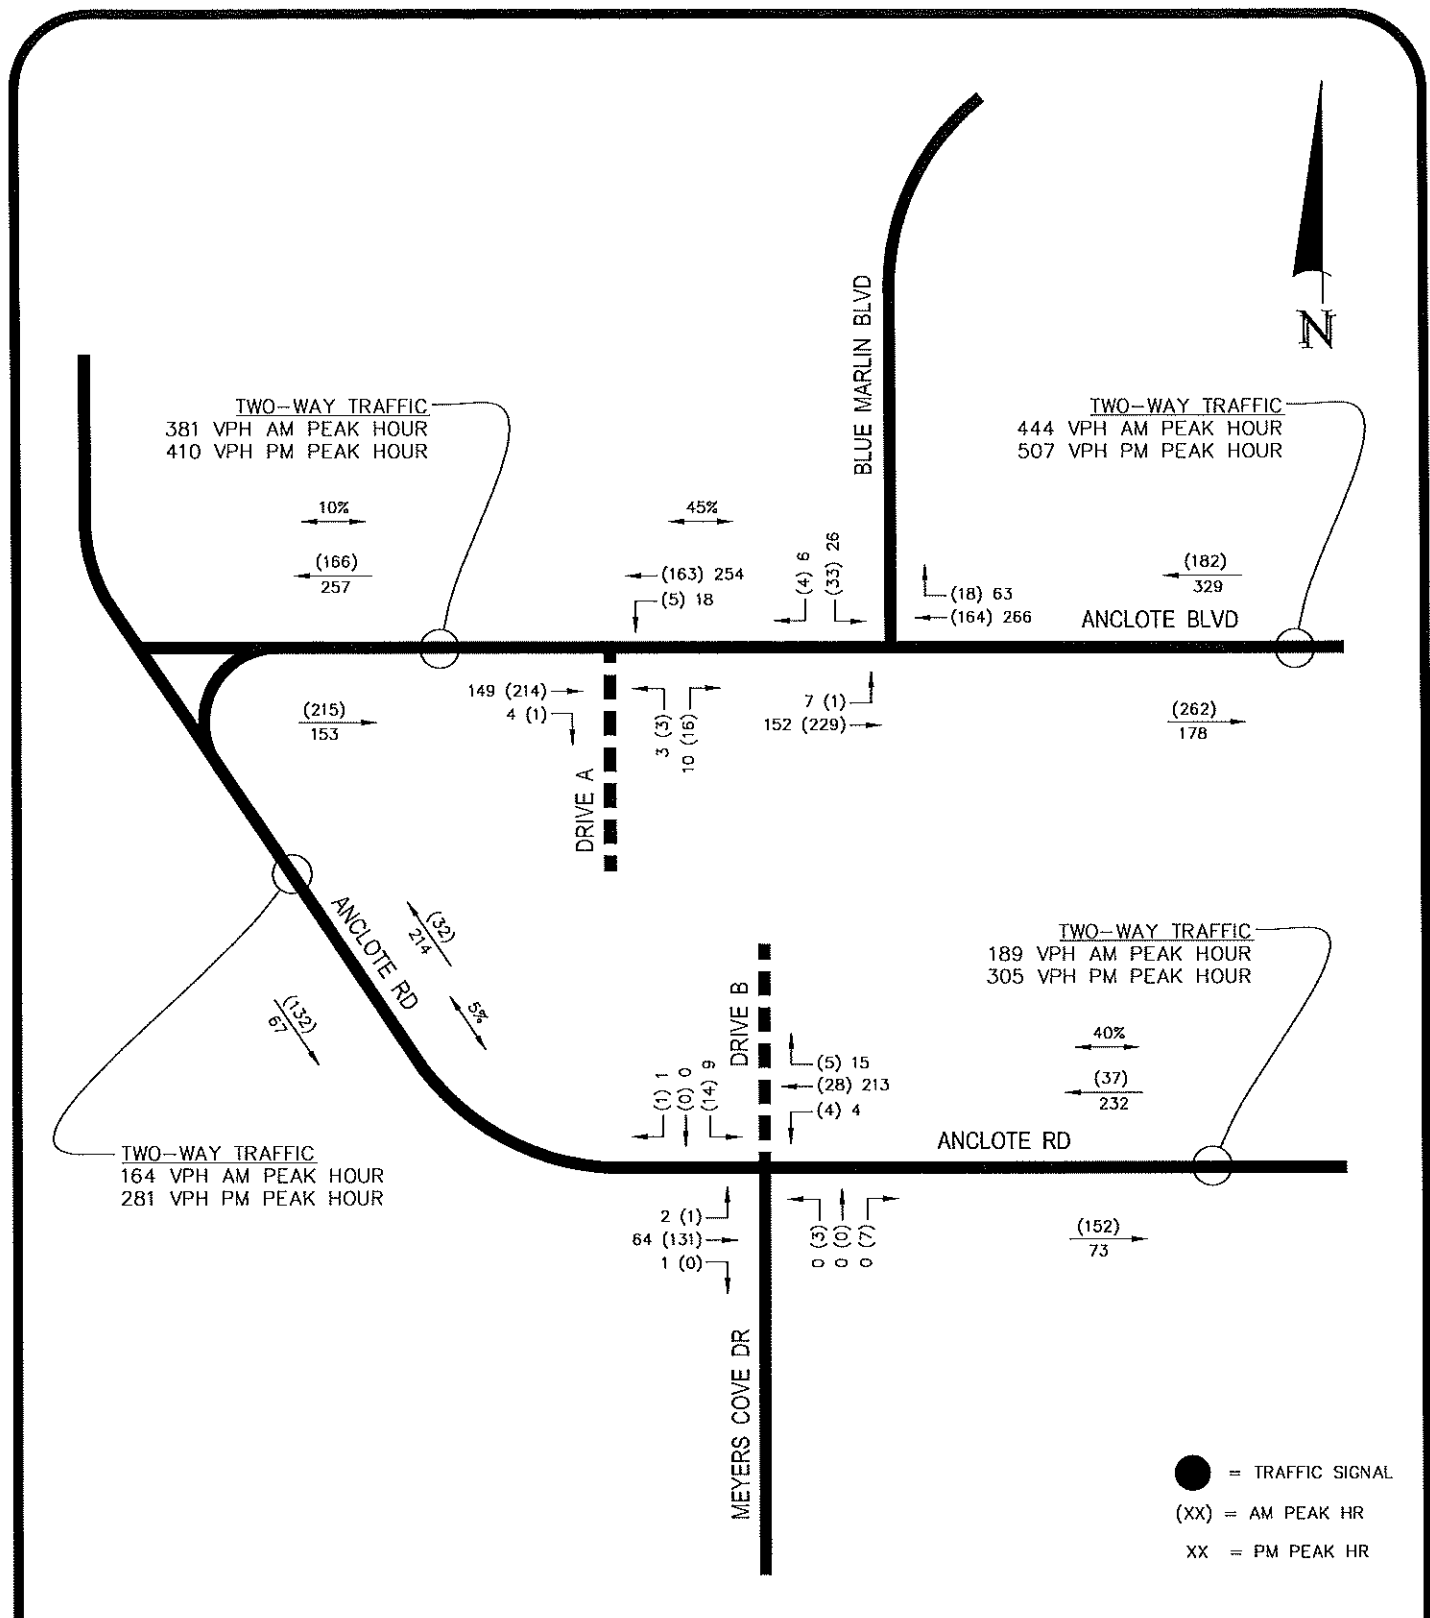 N
BLUE MARLIN BLVD
TWO-WAY TRAFFIC
381 VPH AM PEAK HOUR
410 VPH PM PEAK HOUR
TWO-WAY TRAFFIC
444 VPH AM PEAK HOUR
507 VPH PM PEAK HOUR
10%
45%
(166)
257
(163) 254
(5) 18
(4) 6
(33) 26
(18) 63
(164) 266
(182)
329
ANCLOTE BLVD
149 (214)
4 (1)
3 (3)
10 (16)
7 (1)
152 (229)
(215)
153
(262)
178
DRIVE A
ANCLOTE RD
(32)
214
5%
(132)
67
TWO-WAY TRAFFIC
189 VPH AM PEAK HOUR
305 VPH PM PEAK HOUR
DRIVE B
(1) 1
(0) 0
(14) 9
(5) 15
(28) 213
(4) 4
40%
(37)
232
ANCLOTE RD
TWO-WAY TRAFFIC
164 VPH AM PEAK HOUR
281 VPH PM PEAK HOUR
2 (1)
64 (131)
1 (0)
0 (3)
0 (0)
0 (7)
(152)
73
MEYERS COVE DR
= TRAFFIC SIGNAL
(XX) = AM PEAK HR
XX = PM PEAK HR